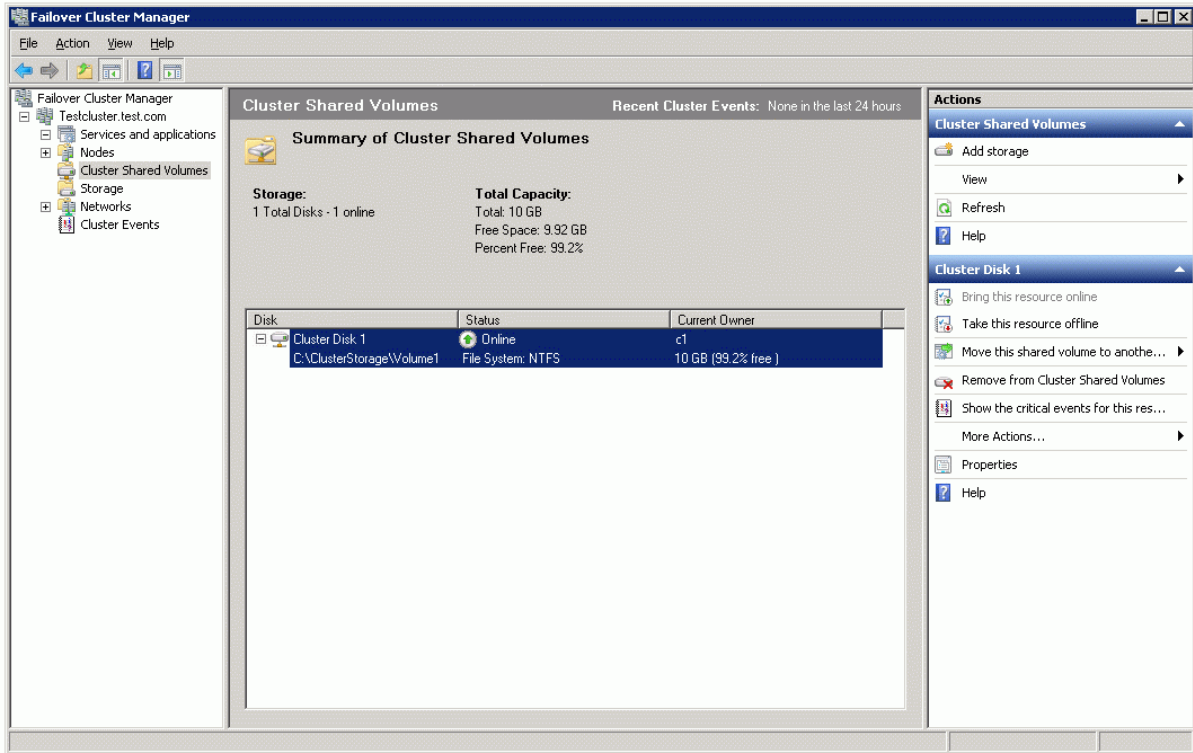 Failover Cluster Manager
File Action View Help
Failover Cluster Manager
Testcluster.test.com
Services and applications
Nodes
Cluster Shared Volumes
Storage
Networks
Cluster Events
Cluster Shared Volumes Recent Cluster Events: None in the last 24 hours
Summary of Cluster Shared Volumes
Storage:
1 Total Disks - 1 online
Total Capacity:
Total: 10 GB
Free Space: 9.92 GB
Percent Free: 99.2%
Disk Status Current Owner
Cluster Disk 1 Online c1
C:\ClusterStorage\Volume1 File System: NTFS 10 GB (99.2% free )
Actions
Cluster Shared Volumes
Add storage
View
Refresh
Help
Cluster Disk 1
Bring this resource online
Take this resource offline
Move this shared volume to anothe...
Remove from Cluster Shared Volumes
Show the critical events for this res...
More Actions...
Properties
Help